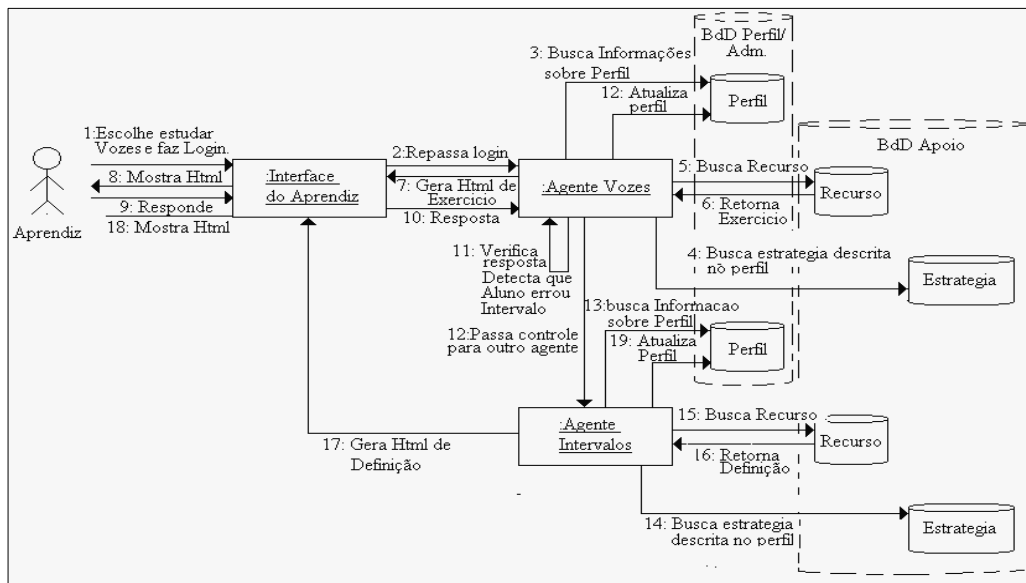 BdD Perfil/
Adm.
3: Busca Informações
sobre Perfil
12: Atualiza
perfil
Perfil
BdD Apoio
1:Escolhe estudar
Vozes e faz Login.
8: Mostra Html
9: Responde
18: Mostra Html
Aprendiz
:Interface
do Aprendiz
2:Repassa login
7: Gera Html de
Exercicio
10: Resposta
:Agente Vozes
5: Busca Recurso
6: Retorna
Exercicio
Recurso
4: Busca estrategia descrita
no perfil
Estrategia
11: Verifica
resposta
Detecta que
Aluno errou
Intervalo
12:Passa controle
para outro agente
13:busca Informacao
sobre Perfil
19: Atualiza
Perfil
Perfil
:Agente
Intervalos
15: Busca Recurso
16: Retorna
Definição
Recurso
17: Gera Html de
Definição
14: Busca estrategia
descrita no perfil
Estrategia